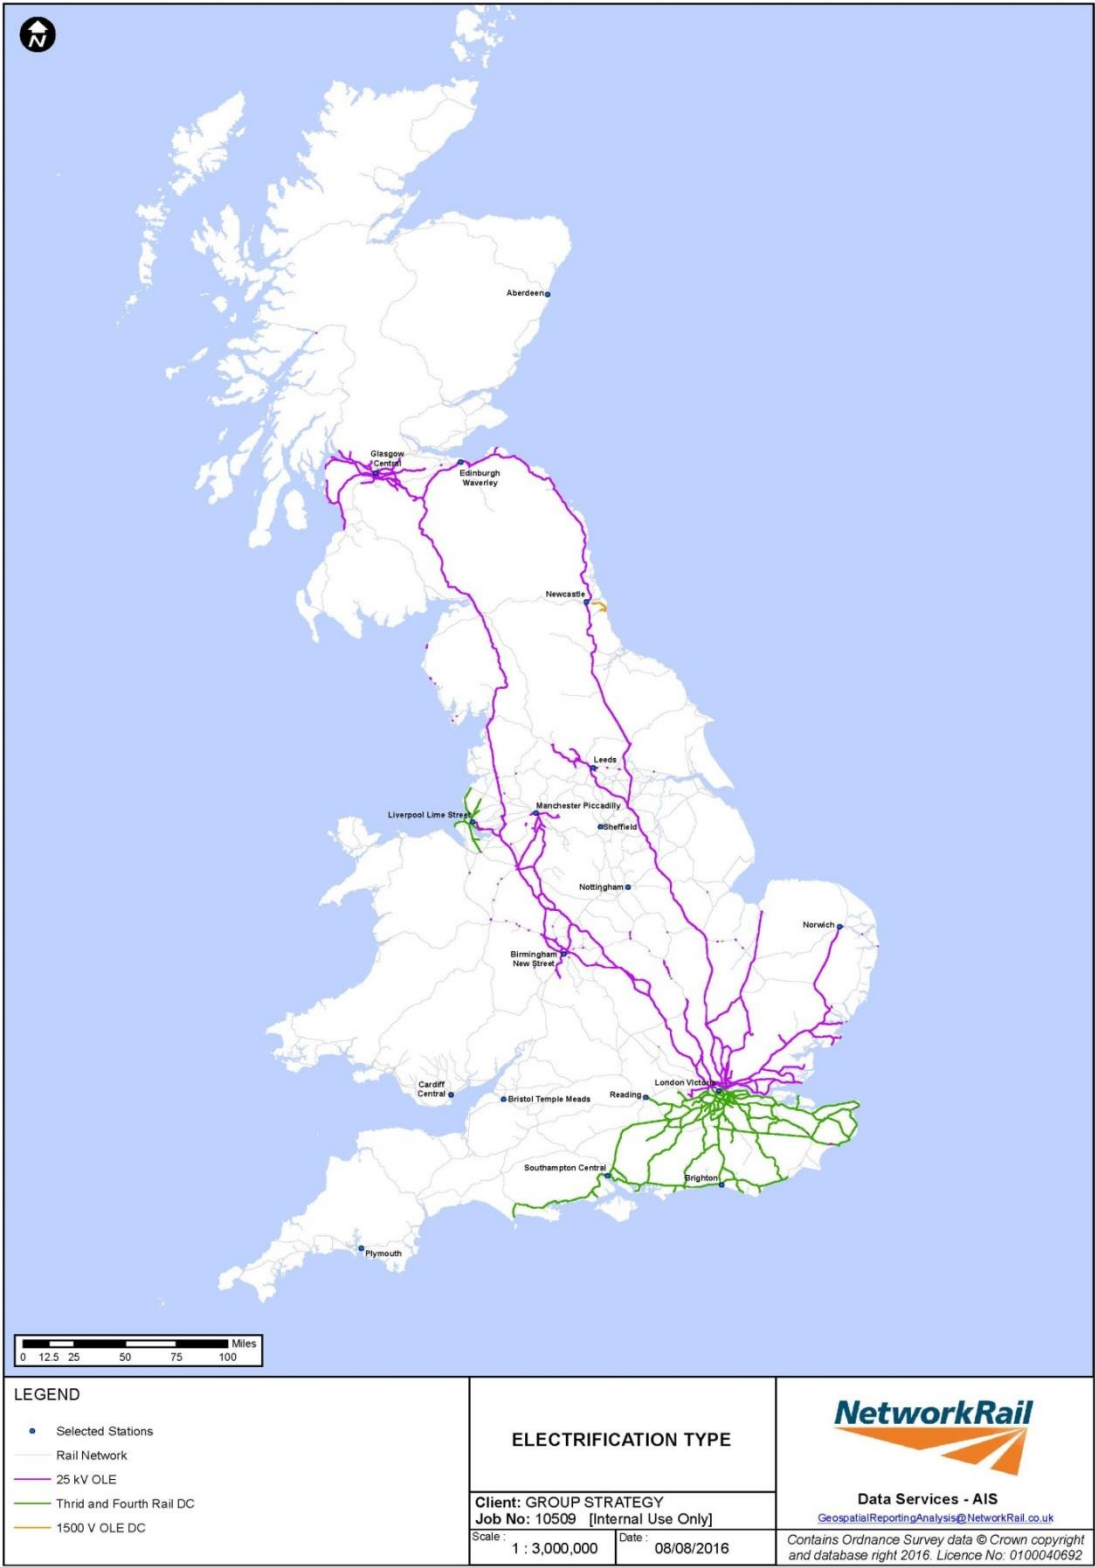 N
Aberdeen
Glasgow
Central
Edinburgh
Waverley
Newcastle
Leeds
Manchester Piccadilly
Liverpool Lime Street
Sheffield
Nottingham
Norwich
Birmingham
New Street
London Victoria
Cardiff
Central
Bristol Temple Meads
Reading
Southampton Central
Brighton
Plymouth
Miles
0 12.5 25 50 75 100
LEGEND
Selected Stations
Rail Network
25 kV OLE
Thrid and Fourth Rail DC
1500 V OLE DC
ELECTRIFICATION TYPE
Client: GROUP STRATEGY
Job No: 10509 [Internal Use Only]
Scale : 1 : 3,000,000
Date : 08/08/2016
NetworkRail
Data Services - AIS
GeospatialReportingAnalysis@NetworkRail.co.uk
Contains Ordnance Survey data © Crown copyright
and database right 2016. Licence No: 0100040692